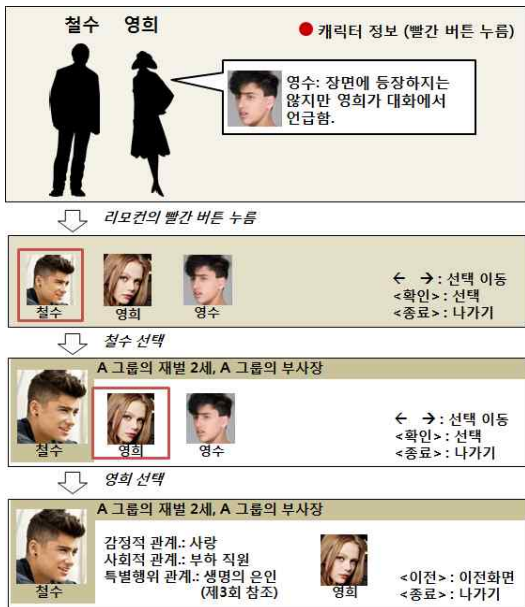 철수 영희
● 캐릭터 정보 (빨간 버튼 누름)
영수: 장면에 등장하지는
않지만 영희가 대화에서
언급함.
리모컨의 빨간 버튼 누름
철수 영희 영수
← →: 선택 이동
<확인>: 선택
<종료>: 나가기
철수 선택
A 그룹의 재벌 2세, A 그룹의 부사장
철수 영희 영수
← →: 선택 이동
<확인>: 선택
<종료>: 나가기
영희 선택
A 그룹의 재벌 2세, A 그룹의 부사장
감정적 관계.: 사랑
사회적 관계.: 부하 직원
특별행위 관계.: 생명의 은인
(제3회 참조)
철수 영희
<이전>: 이전화면
<종료>: 나가기